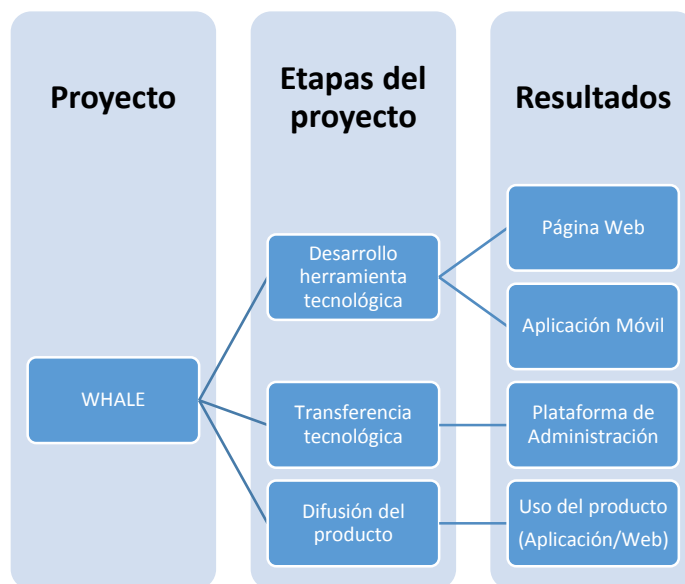 Proyecto
Etapas del
proyecto
Resultados
WHALE
Desarrollo
herramienta
tecnológica
Transferencia
tecnológica
Difusión del
producto
Página Web
Aplicación Móvil
Plataforma de
Administración
Uso del producto
(Aplicación/Web)